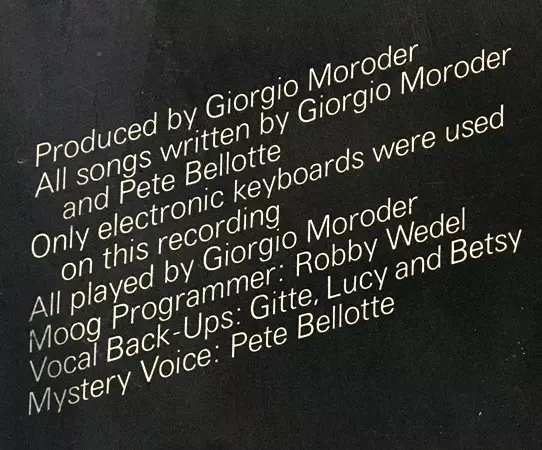 Produced by Giorgio Moroder
All songs written by Giorgio Moroder
and Pete Bellotte
Only electronic keyboards were used
on this recording
All played by Giorgio Moroder
Moog Programmer: Robby Wedel
Vocal Back-Ups: Gitte, Lucy and Betsy
Mystery Voice: Pete Bellotte